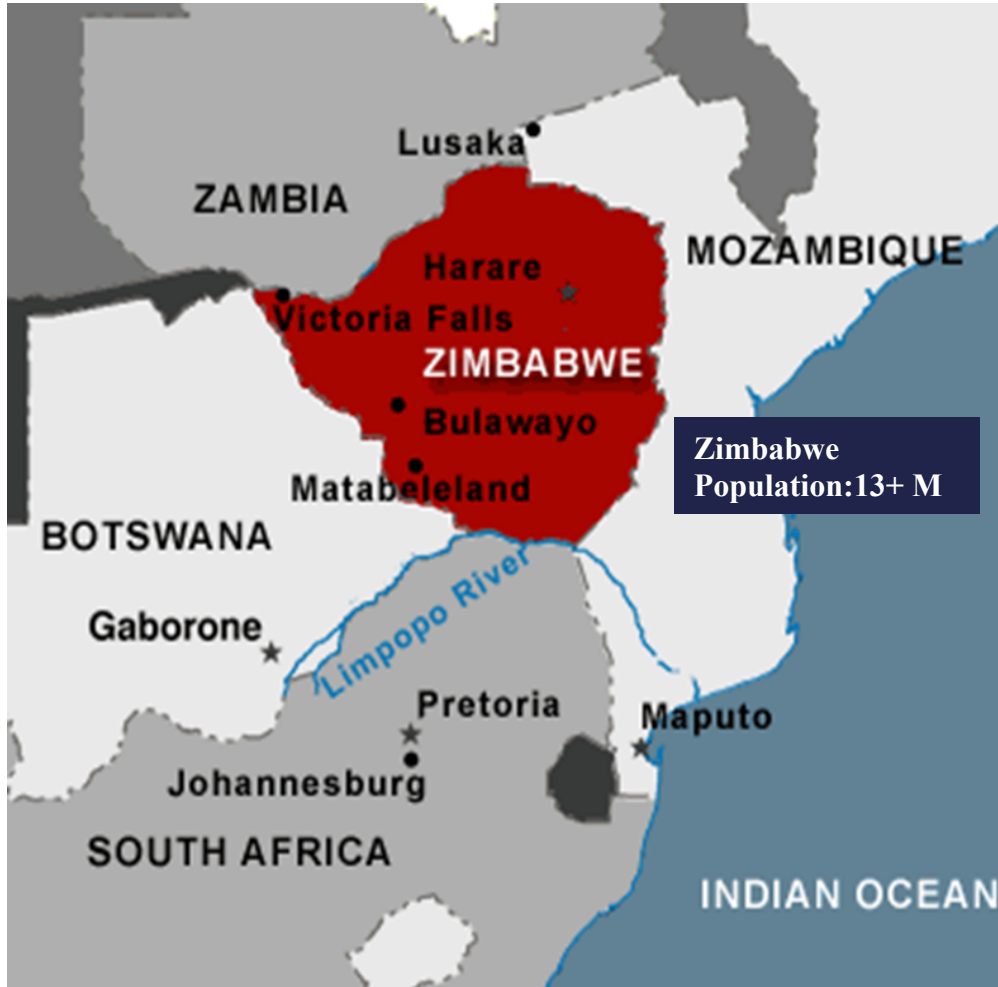 Lusaka
ZAMBIA
MOZAMBIQUE
Harare
Victoria Falls
ZIMBABWE
Bulawayo
Zimbabwe
Population:13+ M
Matabeleland
BOTSWANA
Limpopo River
Gaborone
Pretoria
Maputo
Johannesburg
SOUTH AFRICA
INDIAN OCEAN